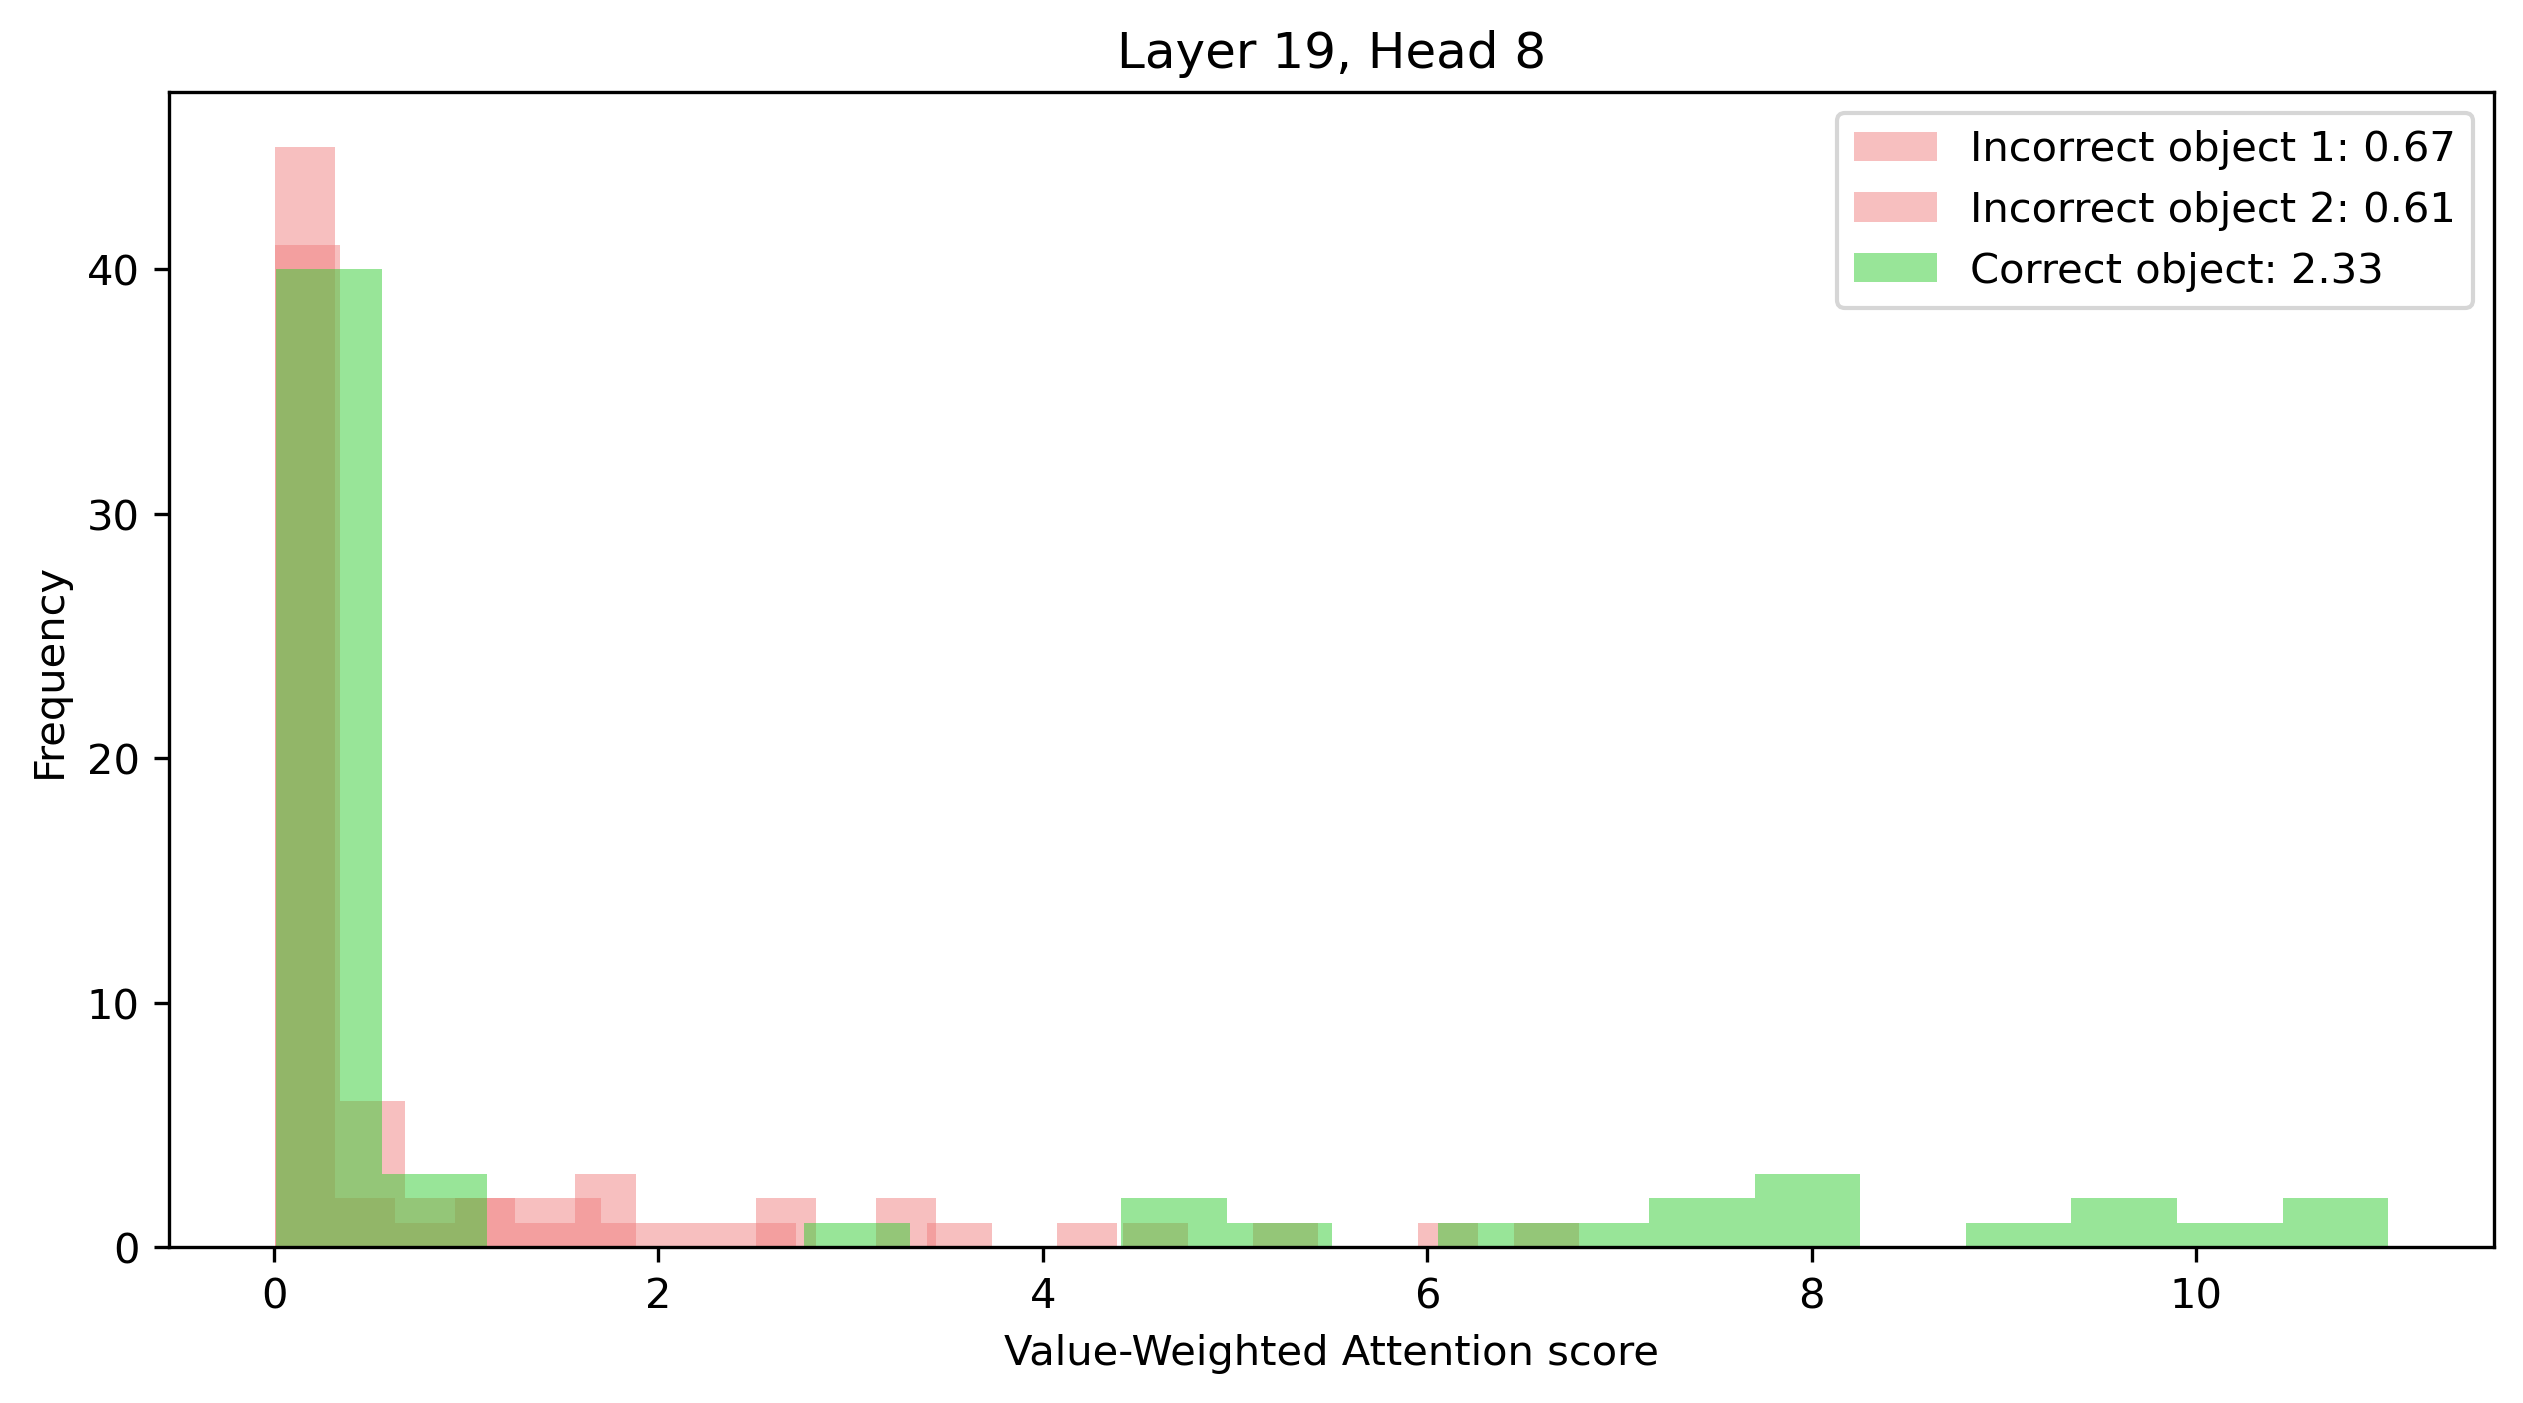 Layer 19, Head 8
Incorrect object 1: 0.67
Incorrect object 2: 0.61
Correct object: 2.33
40
30
20
10
0
Frequency
0 2 4 6 8 10
Value-Weighted Attention score